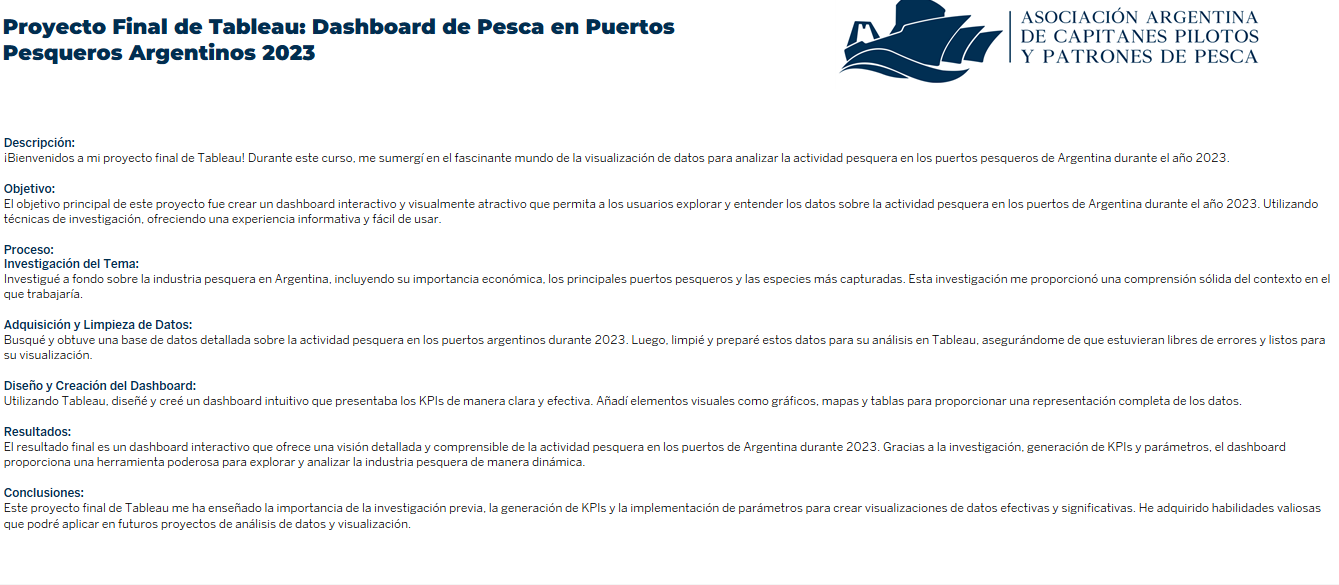 Proyecto Final de Tableau: Dashboard de Pesca en Puertos
Pesqueros Argentinos 2023
ASOCIACIÓN ARGENTINA
DE CAPITANES PILOTOS
Y PATRONES DE PESCA
Descripción:
¡Bienvenidos a mi proyecto final de Tableau! Durante este curso, me sumergí en el fascinante mundo de la visualización de datos para analizar la actividad pesquera en los puertos pesqueros de Argentina durante el año 2023.
Objetivo:
El objetivo principal de este proyecto fue crear un dashboard interactivo y visualmente atractivo que permita a los usuarios explorar y entender los datos sobre la actividad pesquera en los puertos de Argentina durante el año 2023. Utilizando
técnicas de investigación, ofreciendo una experiencia informativa y fácil de usar.
Proceso:
Investigación del Tema:
Investigué a fondo sobre la industria pesquera en Argentina, incluyendo su importancia económica, los principales puertos pesqueros y las especies más capturadas. Esta investigación me proporcionó una comprensión sólida del contexto en el
que trabajaría.
Adquisición y Limpieza de Datos:
Busqué y obtuve una base de datos detallada sobre la actividad pesquera en los puertos argentinos durante 2023. Luego, limpié y preparé estos datos para su análisis en Tableau, asegurándome de que estuvieran libres de errores y listos para
su visualización.
Diseño y Creación del Dashboard:
Utilizando Tableau, diseñé y creé un dashboard intuitivo que presentaba los KPIs de manera clara y efectiva. Añadí elementos visuales como gráficos, mapas y tablas para proporcionar una representación completa de los datos.
Resultados:
El resultado final es un dashboard interactivo que ofrece una visión detallada y comprensible de la actividad pesquera en los puertos de Argentina durante 2023. Gracias a la investigación, generación de KPIs y parámetros, el dashboard
proporciona una herramienta poderosa para explorar y analizar la industria pesquera de manera dinámica.
Conclusiones:
Este proyecto final de Tableau me ha enseñado la importancia de la investigación previa, la generación de KPIs y la implementación de parámetros para crear visualizaciones de datos efectivas y significativas. He adquirido habilidades valiosas
que podré aplicar en futuros proyectos de análisis de datos y visualización.